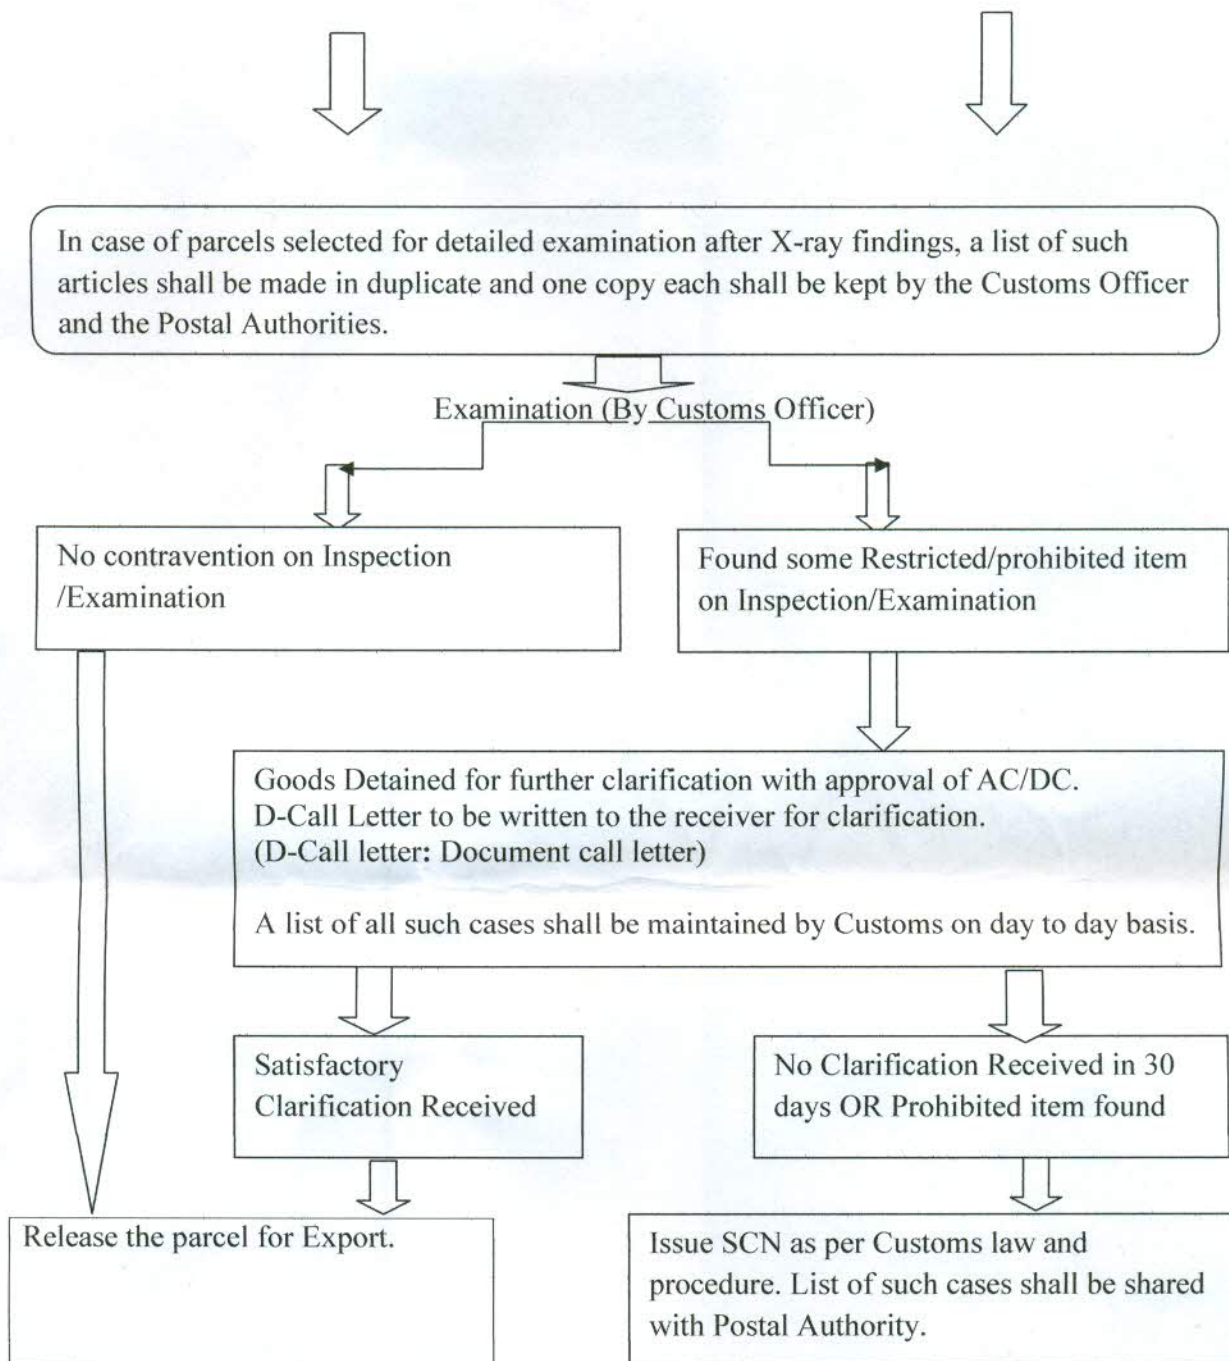 In case of parcels selected for detailed examination after X-ray findings, a list of such
articles shall be made in duplicate and one copy each shall be kept by the Customs Officer
and the Postal Authorities.
Examination (By Customs Officer)
No contravention on Inspection
/Examination
Found some Restricted/prohibited item
on Inspection/Examination
Goods Detained for further clarification with approval of AC/DC.
D-Call Letter to be written to the receiver for clarification.
(D-Call letter: Document call letter)
A list of all such cases shall be maintained by Customs on day to day basis.
Satisfactory
Clarification Received
No Clarification Received in 30
days OR Prohibited item found
Release the parcel for Export.
Issue SCN as per Customs law and
procedure. List of such cases shall be shared
with Postal Authority.